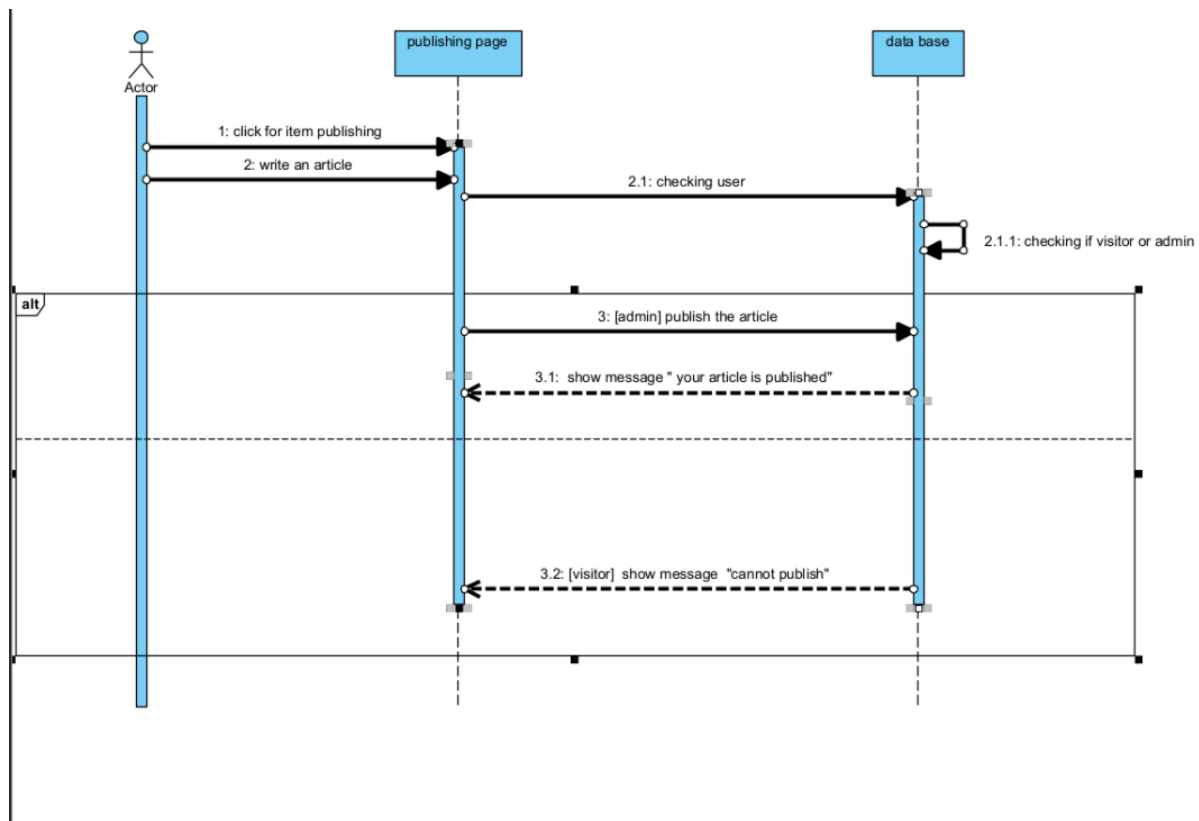 publishing page
data base
Actor
1: click for item publishing
2: write an article
2.1: checking user
2.1.1: checking if visitor or admin
alt
3: [admin] publish the article
3.1:  show message " your article is published"
3.2: [visitor]  show message  "cannot publish"